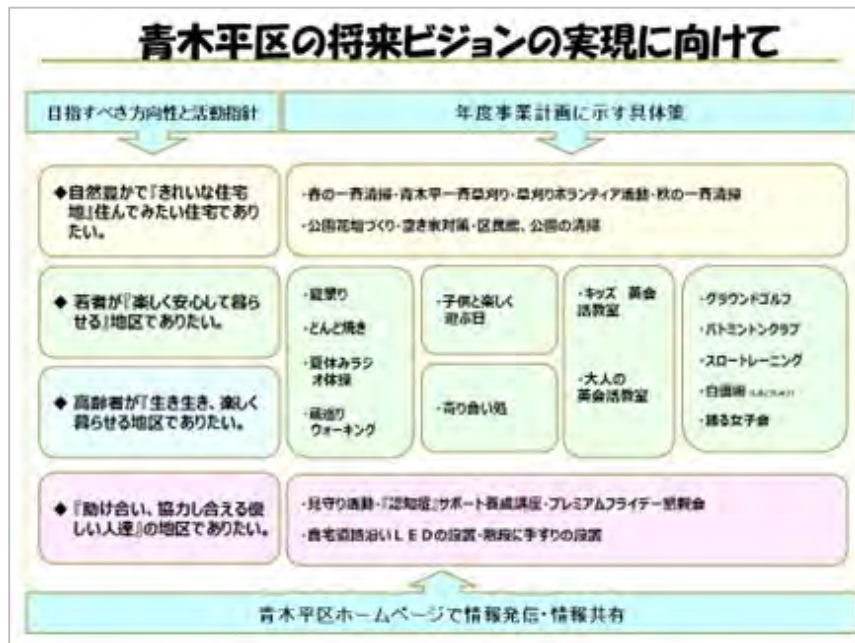 青木平区の将来ビジョンの実現に向けて
目指すべき方向性と活動指針
年度事業計画に示す具体策
◆自然豊かで『きれいな住宅
地』住んでみたい住宅であり
たい。
・春の一斉清掃・青木平一斉草刈り・草刈りボランティア活動・秋の一斉清掃
・公園花壇づくり・空き家対策・区民館、公園の清掃
◆ 若者が『楽しく安心して暮ら
せる』地区でありたい。
◆ 高齢者が『生き生き、楽しく
暮らせる地区でありたい。
・夏祭り
・どんど焼き
・夏休みラジ
オ体操
・蔵巡り
ウォーキング
・子供と楽しく
遊ぶ日
・寄り合い処
・キッズ 英会
話教室
・大人の
英会話教室
・グラウンドゴルフ
・バトミントンクラブ
・スロートレーニング
・踊る女子会
◆『助け合い、協力し合える優
しい人達』の地区でありたい。
・見守り活動・『認知症』サポート養成講座・プレミアムフライデー懇親会
・自宅道路沿いLEDの設置・階段に手すりの設置
青木平区ホームページで情報発信・情報共有